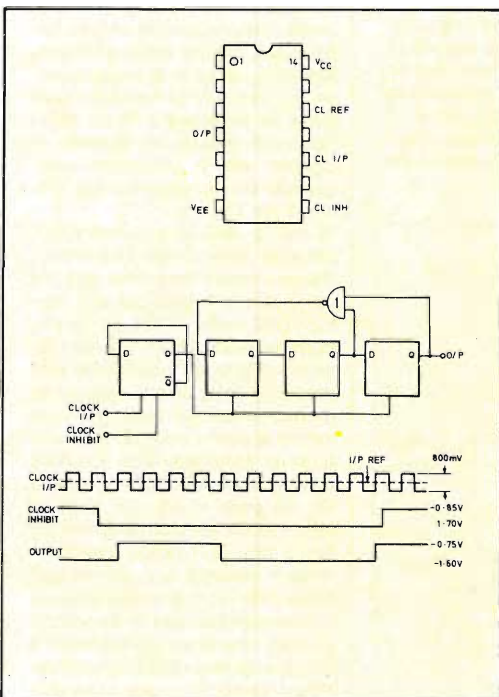 1 14 VCC
CL REF
O/P
CL I/P
VEE CL INH
1
D Q D Q D Q D Q O/P
Q̅
CLOCK
I/P
CLOCK
INHIBIT
I/P REF 800mV
CLOCK
I/P
CLOCK
INHIBIT
-0·85V
1·70V
OUTPUT
-0·75V
-1·60V